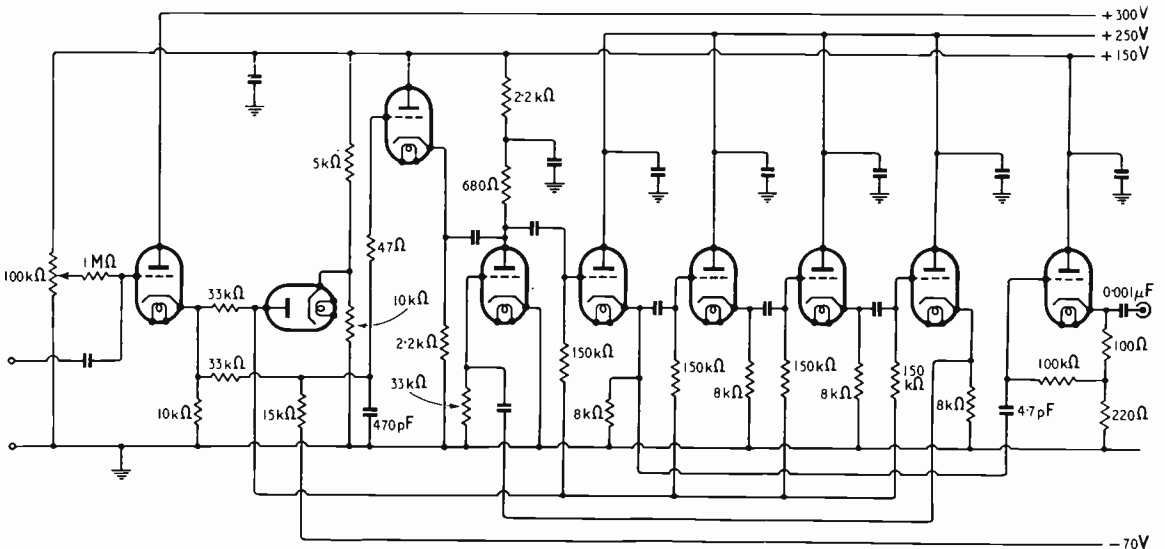 +300V
+250V
+150V
2·2kΩ
5kΩ
680Ω
47Ω
100kΩ
1MΩ
33kΩ
10kΩ
0·001μF
33kΩ
2·2kΩ
150kΩ
150kΩ
150kΩ
150
kΩ
100Ω
100kΩ
33kΩ
10kΩ
15kΩ
470pF
8kΩ
8kΩ
8kΩ
8kΩ
4·7pF
220Ω
−70V